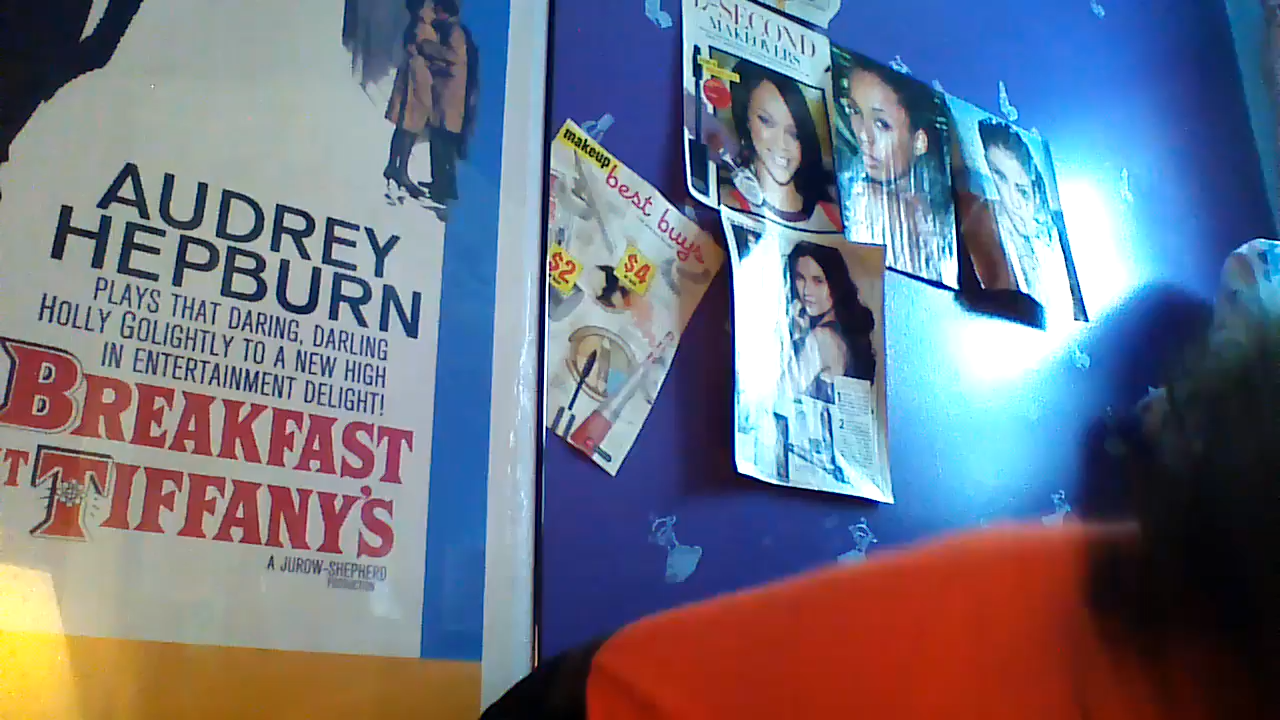 AUDREY
HEPBURN
PLAYS THAT DARING, DARLING
HOLLY GOLIGHTLY TO A NEW HIGH
IN ENTERTAINMENT DELIGHT!
BREAKFAST
TIFFANY'S
A JUROW-SHEPHERD
PRODUCTION
makeup
best buys
$2
$4
-SECOND
MAKEOVERS